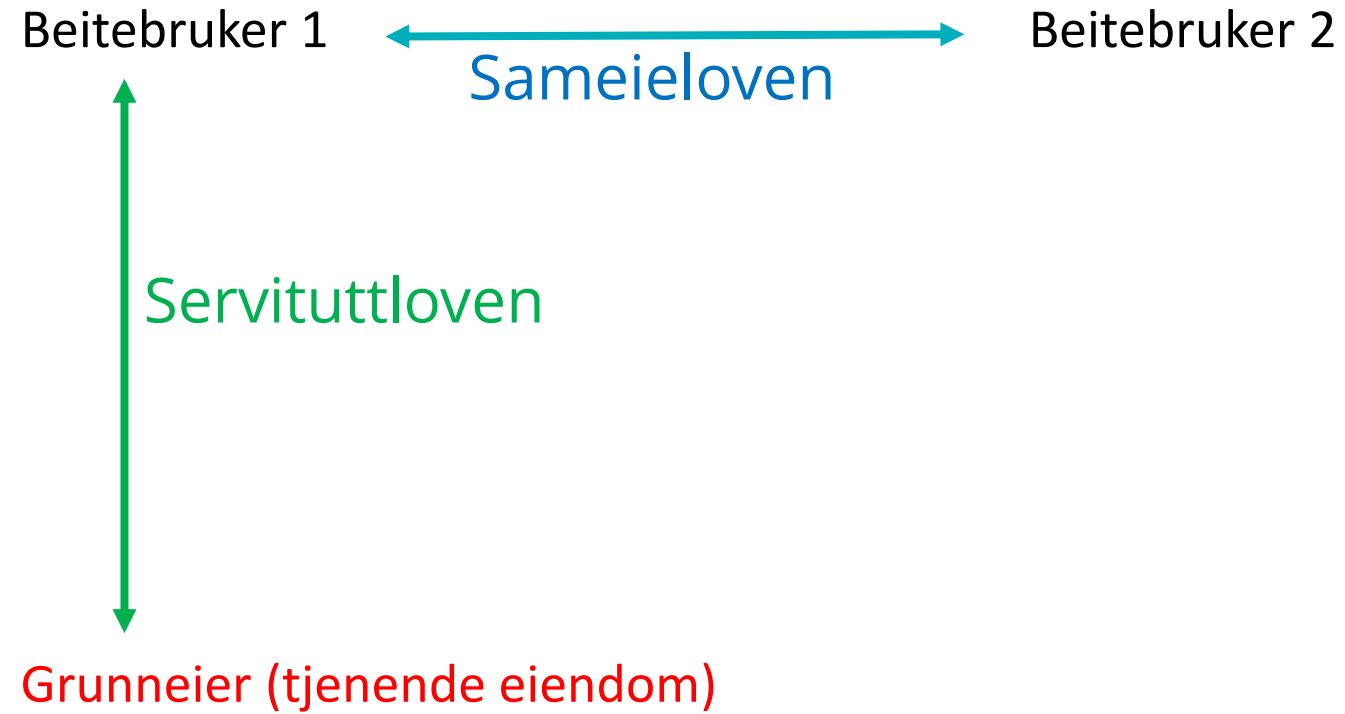 Beitebruker 1
Beitebruker 2
Sameieloven
Servituttloven
Grunneier (tjenende eiendom)